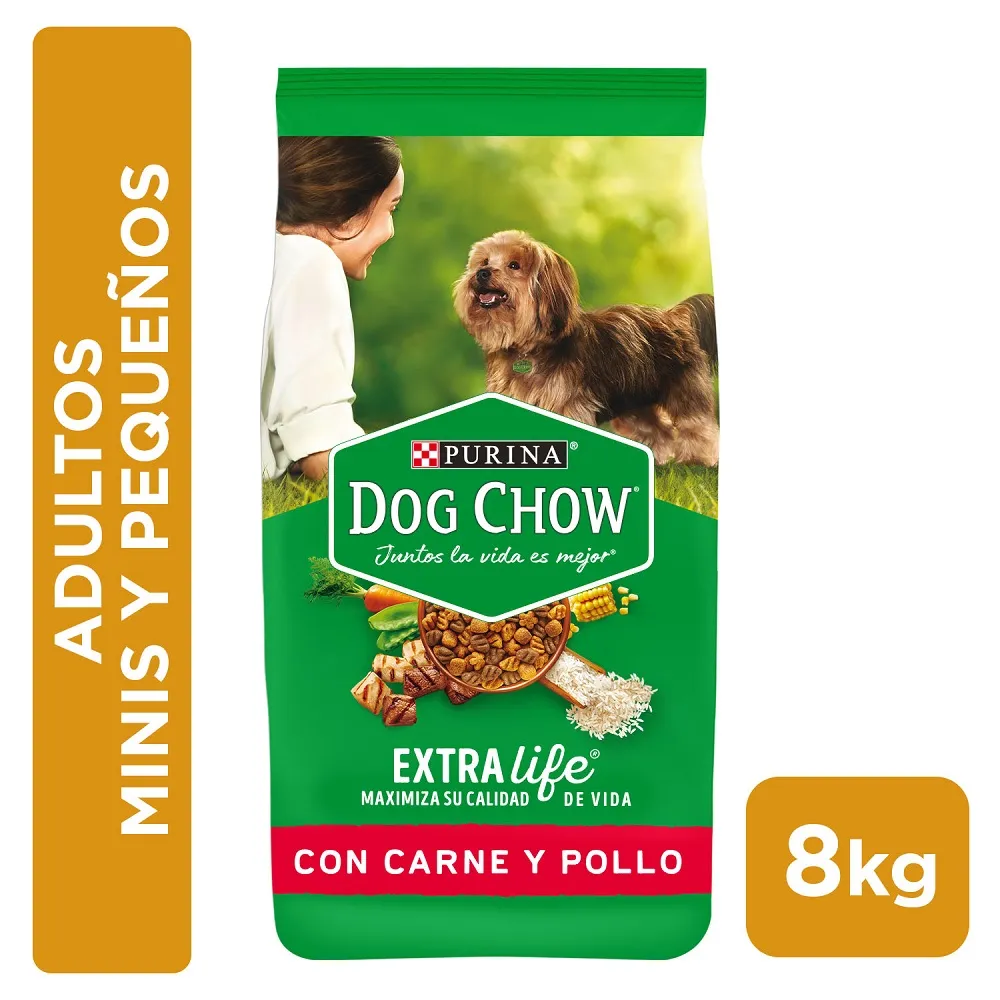 ADULTOS
MINIS Y PEQUEÑOS
PURINA®
DOG CHOW®
Juntos la vida es mejor®
EXTRA life®
MAXIMIZA SU CALIDAD DE VIDA
CON CARNE Y POLLO
8kg